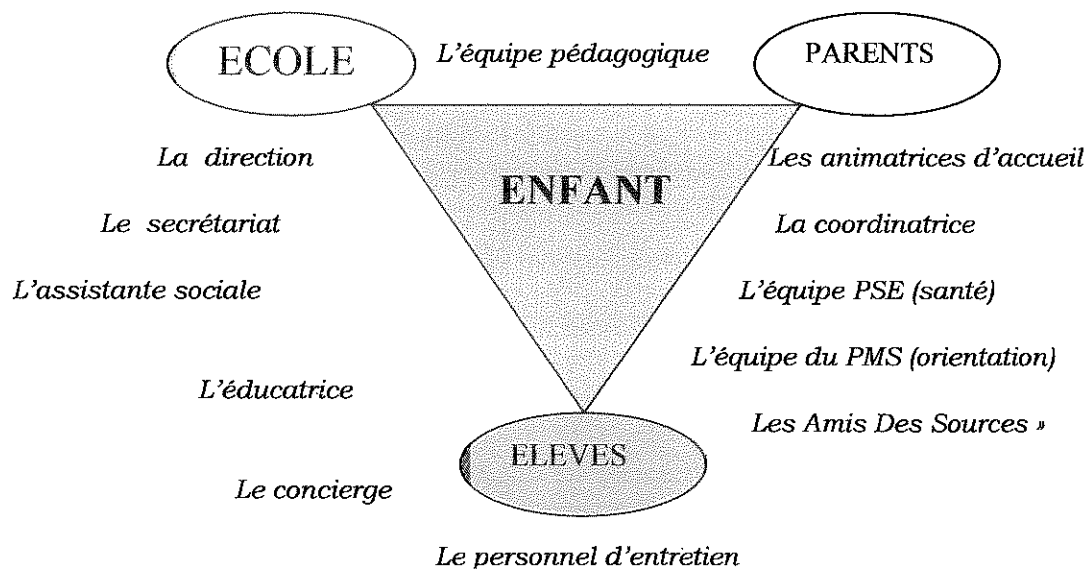 ECOLE
L'équipe pédagogique
PARENTS
La direction
Les animatrices d'accueil
ENFANT
Le secrétariat
La coordinatrice
L'assistante sociale
L'équipe PSE (santé)
L'équipe du PMS (orientation)
L'éducatrice
Les Amis Des Sources »
ELEVES
Le concierge
Le personnel d'entretien